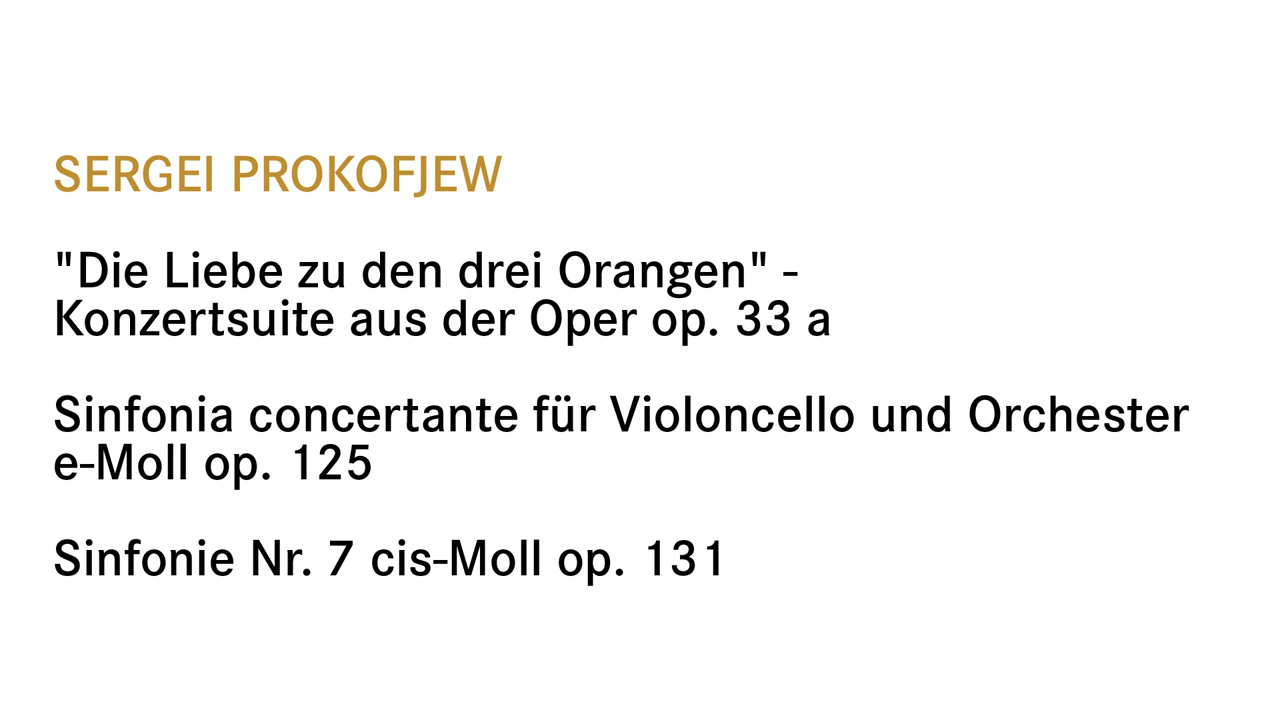 SERGEI PROKOFJEW
"Die Liebe zu den drei Orangen" -
Konzertsuite aus der Oper op. 33 a
Sinfonia concertante für Violoncello und Orchester
e-Moll op. 125
Sinfonie Nr. 7 cis-Moll op. 131